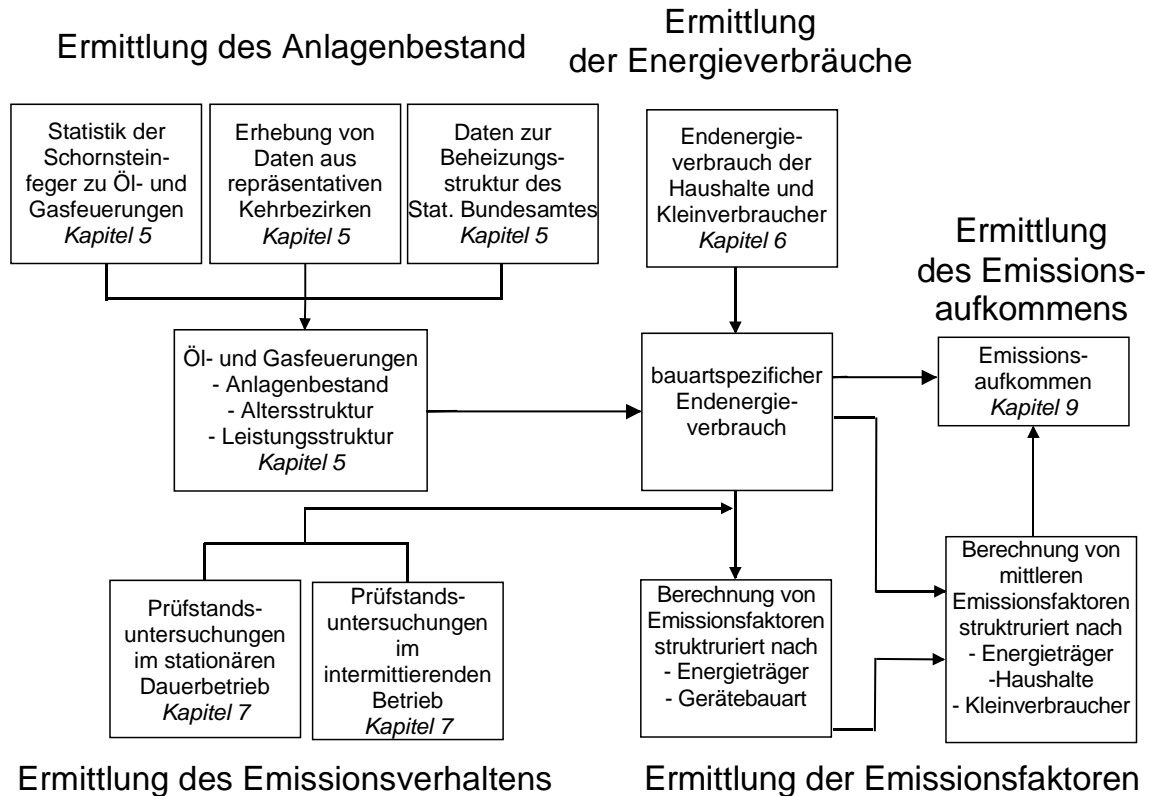 Ermittlung des Anlagenbestand
Ermittlung
der Energieverbräuche
Statistik der
Schornstein-
feger zu Öl- und
Gasfeuerungen
Kapitel 5
Erhebung von
Daten aus
repräsentativen
Kehrbezirken
Kapitel 5
Daten zur
Beheizungs-
struktur des
Stat. Bundesamtes
Kapitel 5
Endenergie-
verbrauch der
Haushalte und
Kleinverbraucher
Kapitel 6
Ermittlung
des Emissions-
aufkommens
Öl- und Gasfeuerungen
- Anlagenbestand
- Altersstruktur
- Leistungsstruktur
Kapitel 5
bauartspezificher
Endenergie-
verbrauch
Emissions-
aufkommen
Kapitel 9
Prüfstands-
untersuchungen
im stationären
Dauerbetrieb
Kapitel 7
Prüfstands-
untersuchungen
im
intermittierenden
Betrieb
Kapitel 7
Berechnung von
Emissionsfaktoren
struktruriert nach
- Energieträger
- Gerätebauart
Berechnung von
mittleren
Emissionsfaktoren
struktruriert nach
- Energieträger
-Haushalte
- Kleinverbraucher
Ermittlung des Emissionsverhaltens
Ermittlung der Emissionsfaktoren